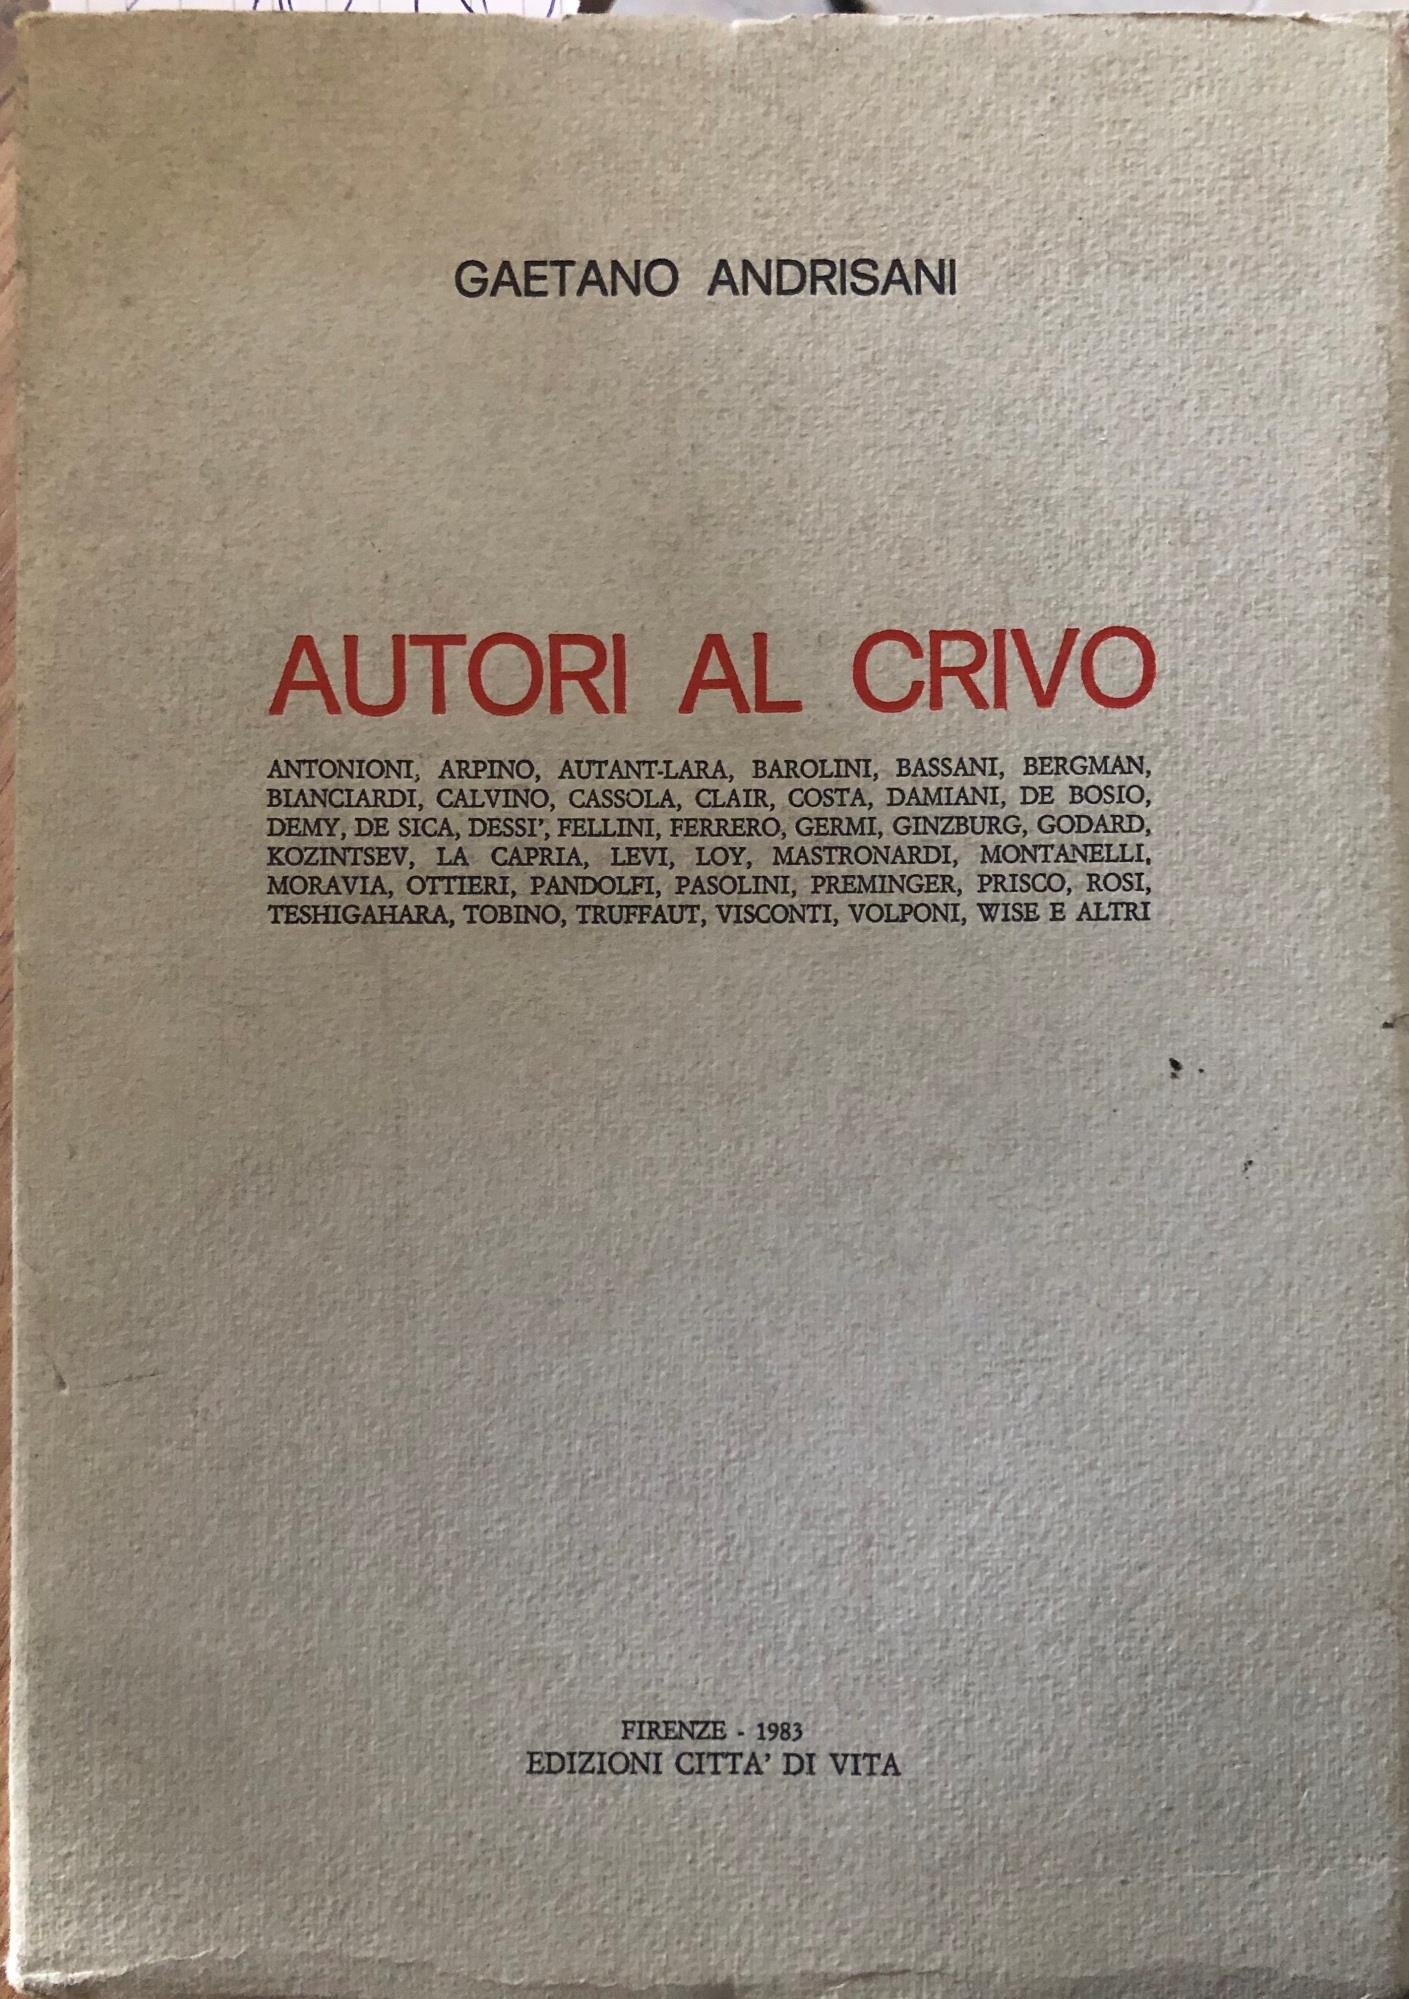 GAETANO ANDRISANI
AUTORI AL CRIVO
ANTONIONI, ARPINO, AUTANT-LARA, BAROLINI, BASSANI, BERGMAN,
BIANCIARDI, CALVINO, CASSOLA, CLAIR, COSTA, DAMIANI, DE BOSIO,
DEMY, DE SICA, DESSI', FELLINI, FERRERO, GERMI, GINZBURG, GODARD,
KOZINTSEV, LA CAPRIA, LEVI, LOY, MASTRONARDI, MONTANELLI,
MORAVIA, OTTIERI, PANDOLFI, PASOLINI, PREMINGER, PRISCO, ROSI,
TESHIGAHARA, TOBINO, TRUFFAUT, VISCONTI, VOLPONI, WISE E ALTRI
FIRENZE - 1983
EDIZIONI CITTA' DI VITA